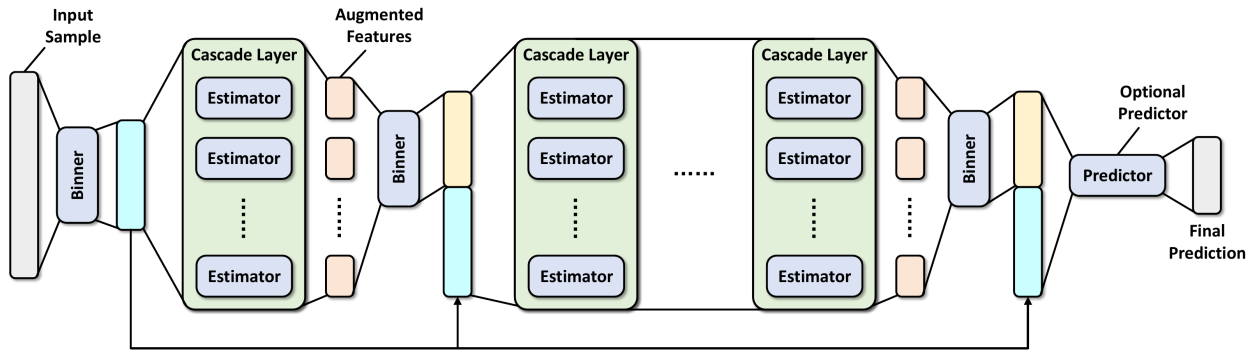 Input
Sample
Binner
Cascade Layer
Estimator
Estimator
Estimator
Augmented
Features
Binner
Cascade Layer
Estimator
Estimator
Estimator
......
Cascade Layer
Estimator
Estimator
Estimator
Binner
Optional
Predictor
Predictor
Final
Prediction